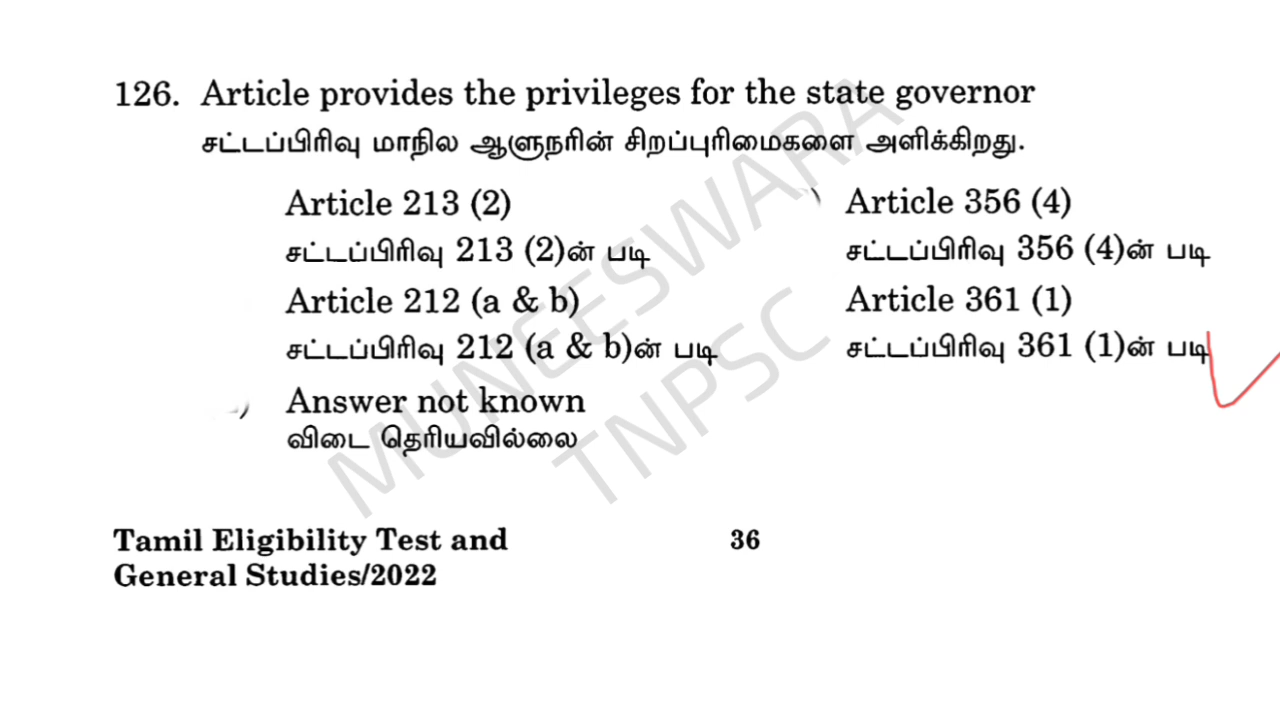 126. Article provides the privileges for the state governor
சட்டப்பிரிவு மாநில ஆளுநரின் சிறப்புரிமைகளை அளிக்கிறது.
Article 213 (2)
சட்டப்பிரிவு 213 (2)ன் படி
Article 356 (4)
சட்டப்பிரிவு 356 (4)ன் படி
Article 212 (a & b)
சட்டப்பிரிவு 212 (a & b)ன் படி
Article 361 (1)
சட்டப்பிரிவு 361 (1)ன் படி
Answer not known
விடை தெரியவில்லை
MUNEESWARA
TNPSC
Tamil Eligibility Test and
General Studies/2022
36